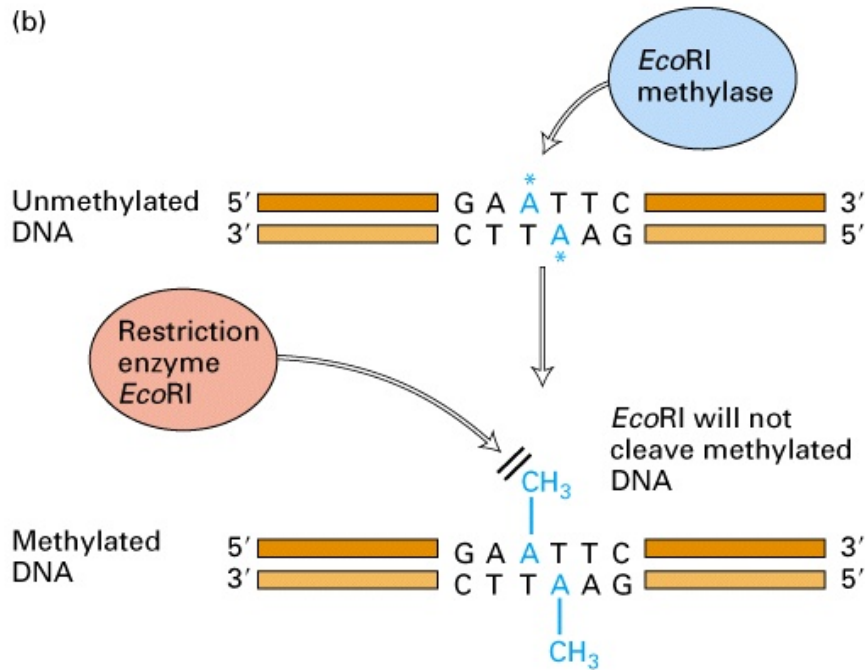 (b)
EcoRI
methylase
*
Unmethylated
DNA
5′ G A A T T C 3′
3′ C T T A A G 5′
*
Restriction
enzyme
EcoRI
EcoRI will not
cleave methylated
DNA
CH₃
Methylated
DNA
5′ G A A T T C 3′
3′ C T T A A G 5′
CH₃